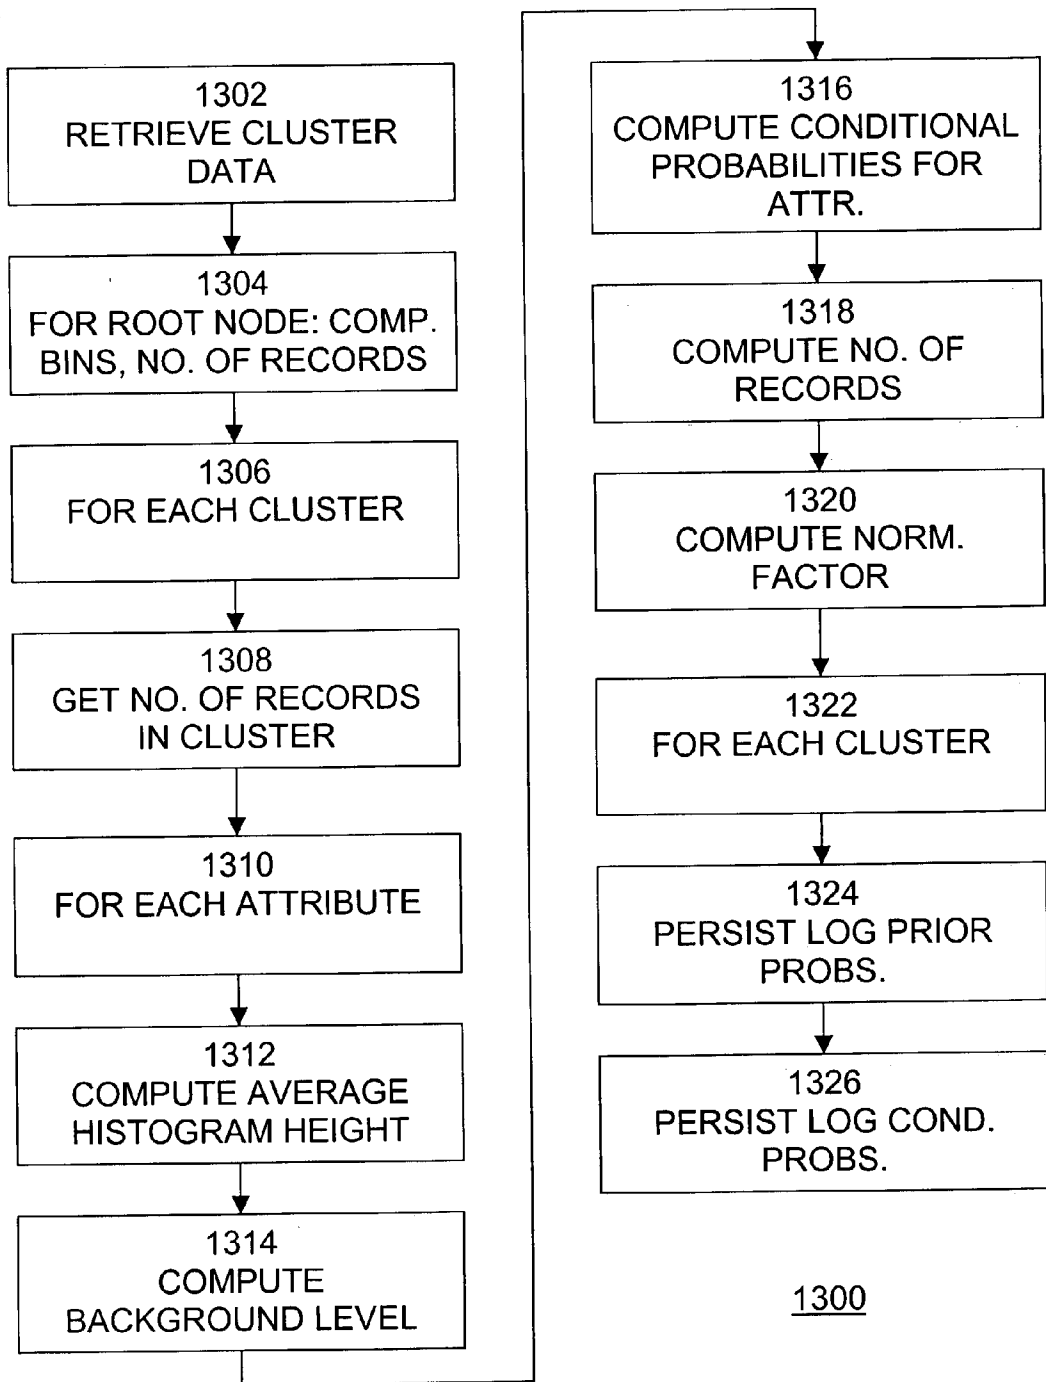 1302
RETRIEVE CLUSTER
DATA
1304
FOR ROOT NODE: COMP.
BINS, NO. OF RECORDS
1306
FOR EACH CLUSTER
1308
GET NO. OF RECORDS
IN CLUSTER
1310
FOR EACH ATTRIBUTE
1312
COMPUTE AVERAGE
HISTOGRAM HEIGHT
1314
COMPUTE
BACKGROUND LEVEL
1316
COMPUTE CONDITIONAL
PROBABILITIES FOR
ATTR.
1318
COMPUTE NO. OF
RECORDS
1320
COMPUTE NORM.
FACTOR
1322
FOR EACH CLUSTER
1324
PERSIST LOG PRIOR
PROBS.
1326
PERSIST LOG COND.
PROBS.
1300